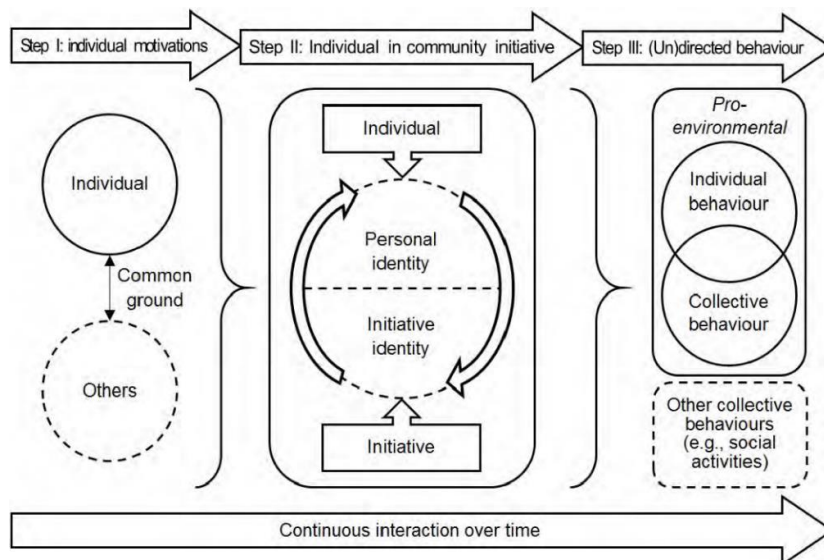 Step I: individual motivations
Step II: Individual in community initiative
Step III: (Un)directed behaviour
Individual
Common
ground
Others
Individual
Personal
identity
Initiative
identity
Initiative
Pro-
environmental
Individual
behaviour
Collective
behaviour
Other collective
behaviours
(e.g., social
activities)
Continuous interaction over time